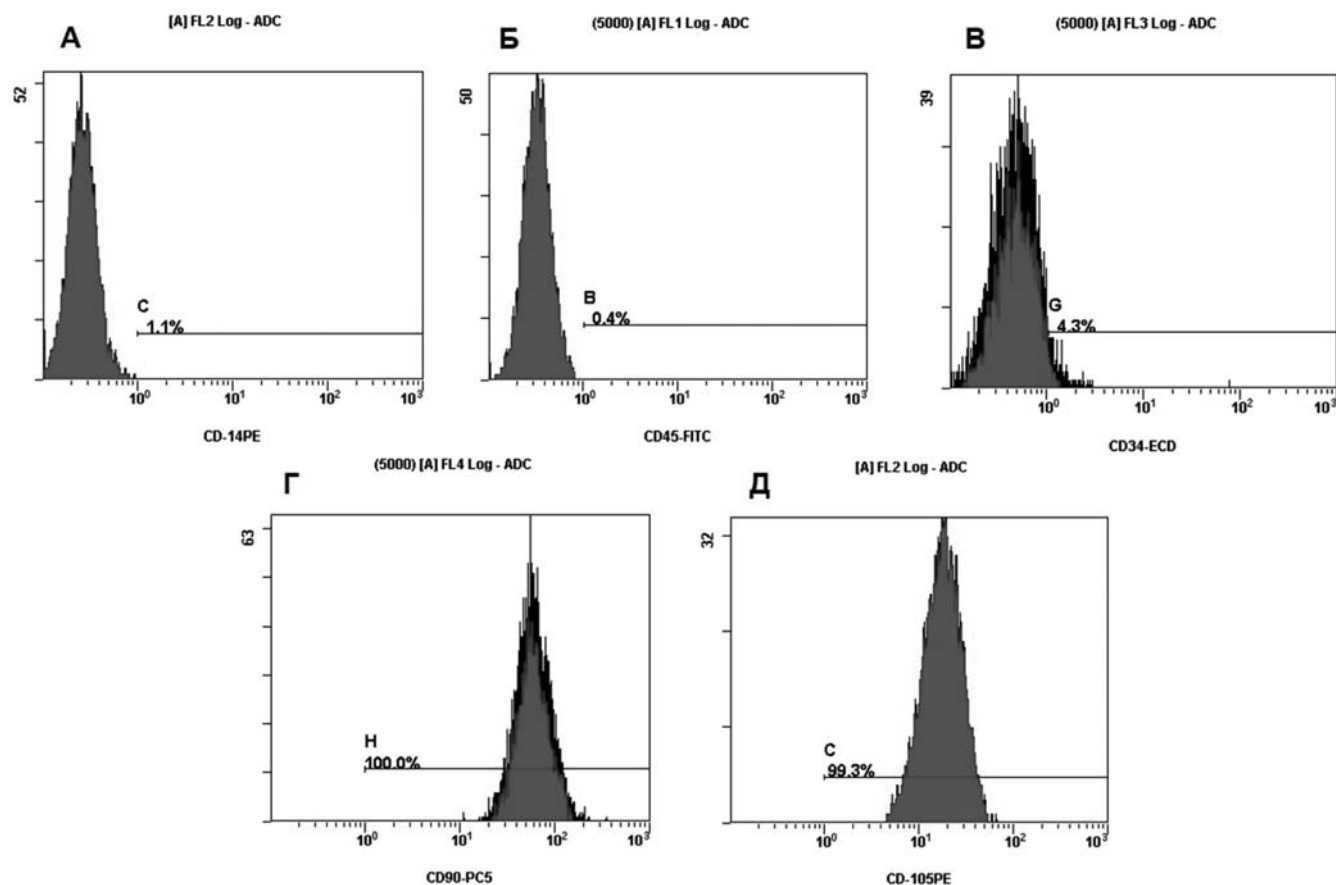 А
[A] FL2 Log - ADC
52
C
1.1%
10⁰ 10¹ 10² 10³
CD-14PE
Б
(5000) [A] FL1 Log - ADC
50
B
0.4%
10⁰ 10¹ 10² 10³
CD45-FITC
В
(5000) [A] FL3 Log - ADC
39
G
4.3%
10⁰ 10¹ 10² 10³
CD34-ECD
Г
(5000) [A] FL4 Log - ADC
63
H
100.0%
10⁰ 10¹ 10² 10³
CD90-PC5
Д
[A] FL2 Log - ADC
32
C
99.3%
10⁰ 10¹ 10² 10³
CD-105PE